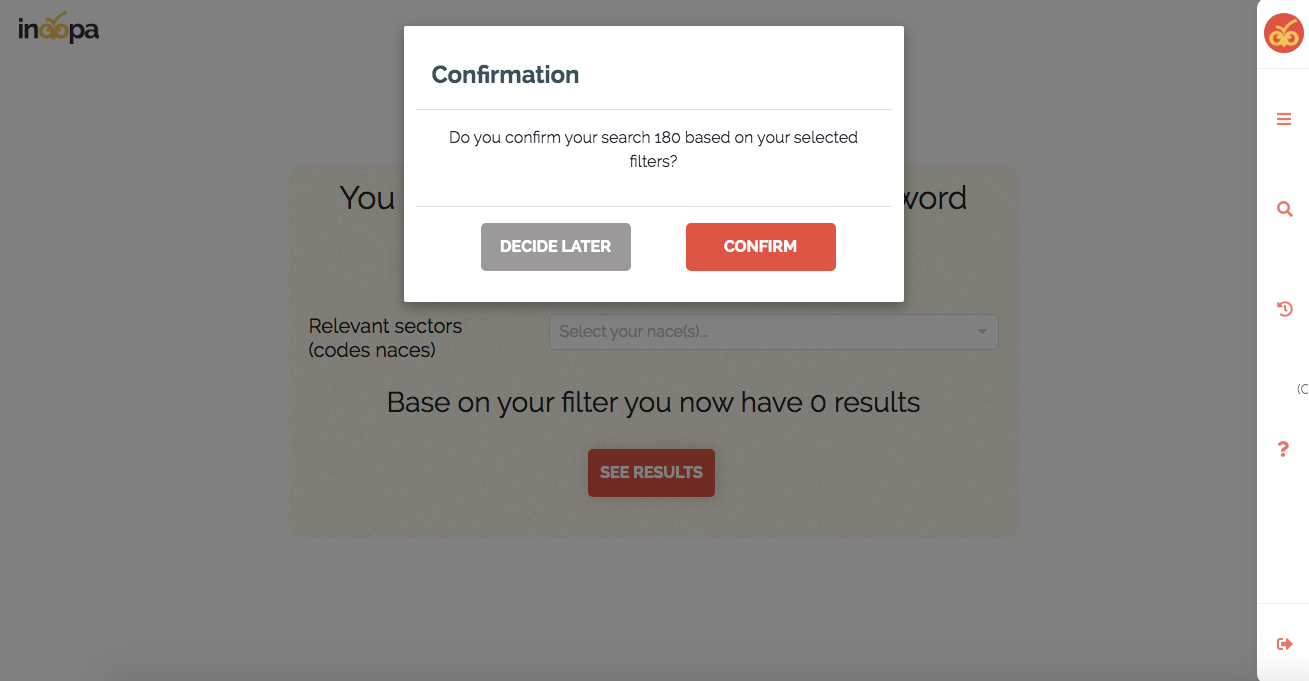 inoopa
Confirmation
Do you confirm your search 180 based on your selected
filters?
DECIDE LATER
CONFIRM
You
word
Relevant sectors
(codes naces)
Select your nace(s)...
Base on your filter you now have 0 results
SEE RESULTS
(C
?